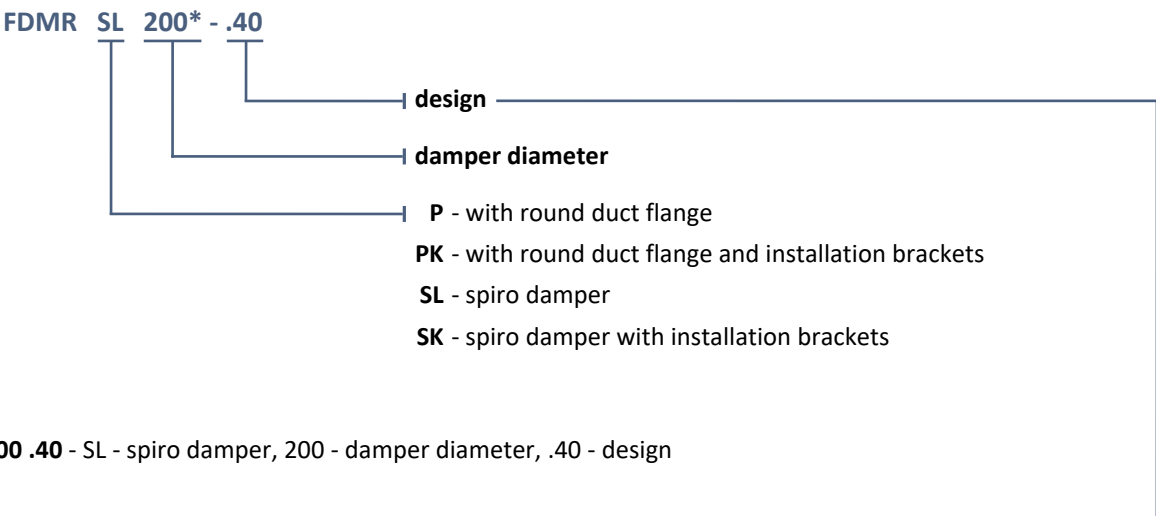 FDMR SL 200* - .40
design
damper diameter
P - with round duct flange
PK - with round duct flange and installation brackets
SL - spiro damper
SK - spiro damper with installation brackets
00 .40 - SL - spiro damper, 200 - damper diameter, .40 - design